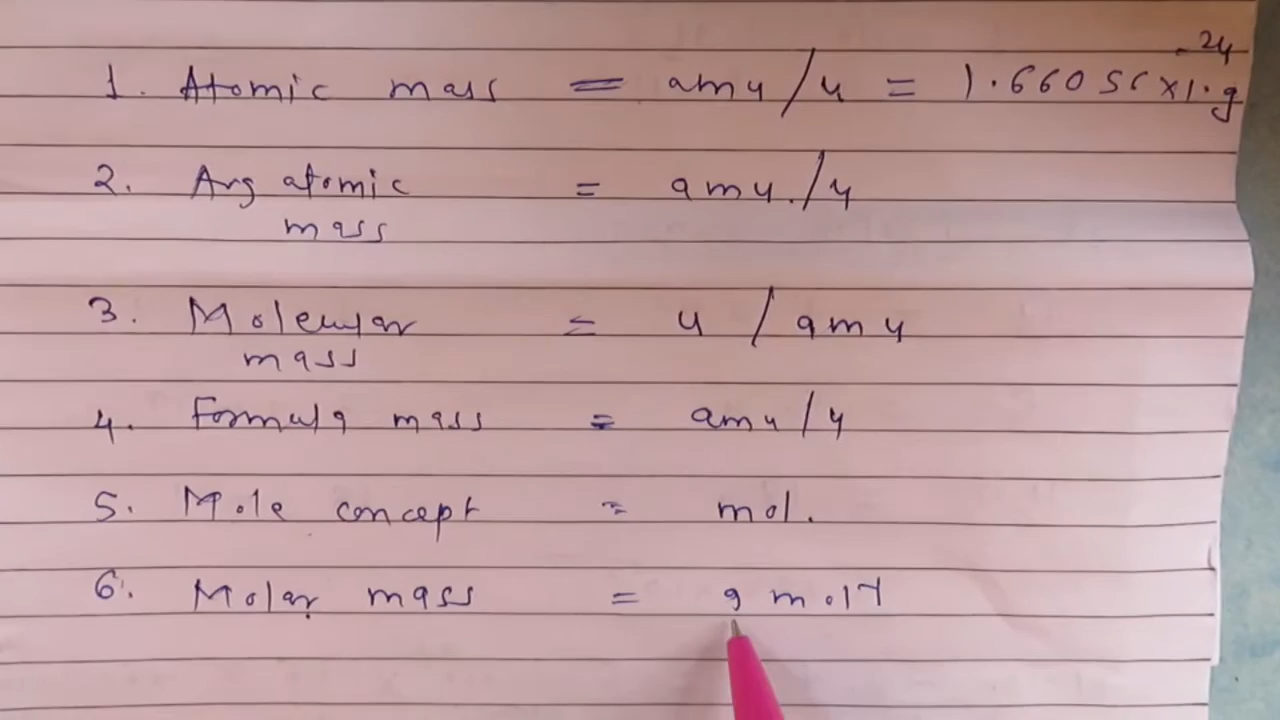 1. Atomic mass = amu/u = 1.66056×10⁻²⁴ g
2. Avg atomic = amu./u
mass
3. Molecular = u / amu
mass
4. Formula mass = amu/u
5. Mole concept = mol.
6. Molar mass = g mol⁻¹